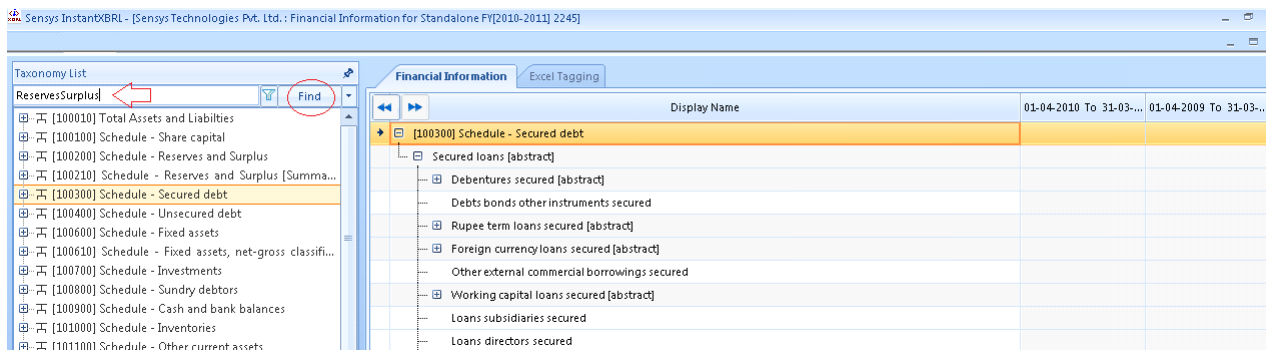 Sensys InstantXBRL - [Sensys Technologies Pvt. Ltd. : Financial Information for Standalone FY[2010-2011] 2245]
Taxonomy List
ReservesSurplus
Find
[100010] Total Assets and Liabilties
[100100] Schedule - Share capital
[100200] Schedule - Reserves and Surplus
[100210] Schedule - Reserves and Surplus [Summa...
[100300] Schedule - Secured debt
[100400] Schedule - Unsecured debt
[100600] Schedule - Fixed assets
[100610] Schedule - Fixed assets, net-gross classifi...
[100700] Schedule - Investments
[100800] Schedule - Sundry debtors
[100900] Schedule - Cash and bank balances
[101000] Schedule - Inventories
[101100] Schedule - Other current assets
Financial Information
Excel Tagging
Display Name
01-04-2010 To 31-03-...
01-04-2009 To 31-03-...
[100300] Schedule - Secured debt
Secured loans [abstract]
Debentures secured [abstract]
Debts bonds other instruments secured
Rupee term loans secured [abstract]
Foreign currency loans secured [abstract]
Other external commercial borrowings secured
Working capital loans secured [abstract]
Loans subsidiaries secured
Loans directors secured